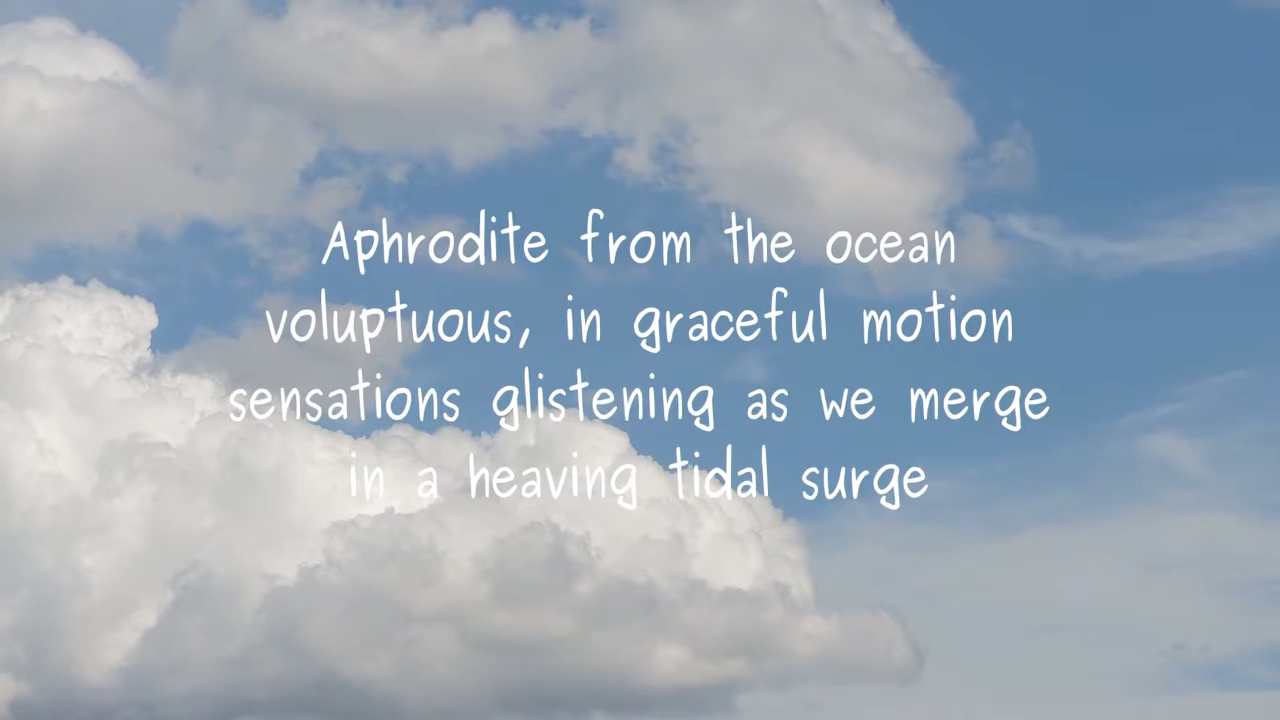 Aphrodite from the ocean
voluptuous, in graceful motion
sensations glistening as we merge
in a heaving tidal surge